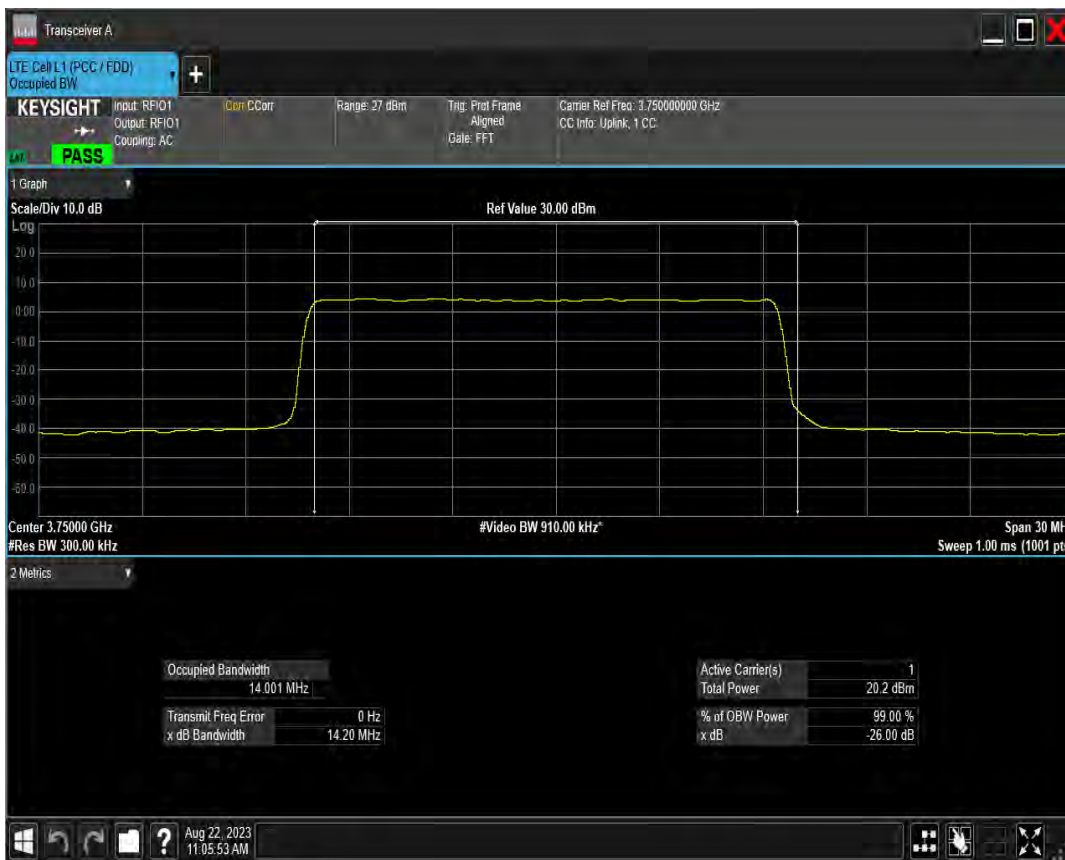 Transceiver A
LTE Cell L1 (PCC / FDD)
Occupied BW
+
KEYSIGHT
PASS
Input: RFIO1
Output: RFIO1
Coupling: AC
Corr CCorr
Range: 27 dBm
Trig: Prot Frame
Aligned
Gate: FFT
Carrier Ref Freq: 3.750000000 GHz
CC Info: Uplink, 1 CC
1 Graph
Scale/Div 10.0 dB
Ref Value 30.00 dBm
Log
20.0
10.0
0.00
-10.0
-20.0
-30.0
-40.0
-50.0
-60.0
Center 3.75000 GHz
#Video BW 910.00 kHz*
Span 30 MH
#Res BW 300.00 kHz
Sweep 1.00 ms (1001 pt
2 Metrics
Occupied Bandwidth
14.001 MHz
Transmit Freq Error 0 Hz
x dB Bandwidth 14.20 MHz
Active Carrier(s) 1
Total Power 20.2 dBm
% of OBW Power 99.00 %
x dB -26.00 dB
?
Aug 22, 2023
11:05:53 AM